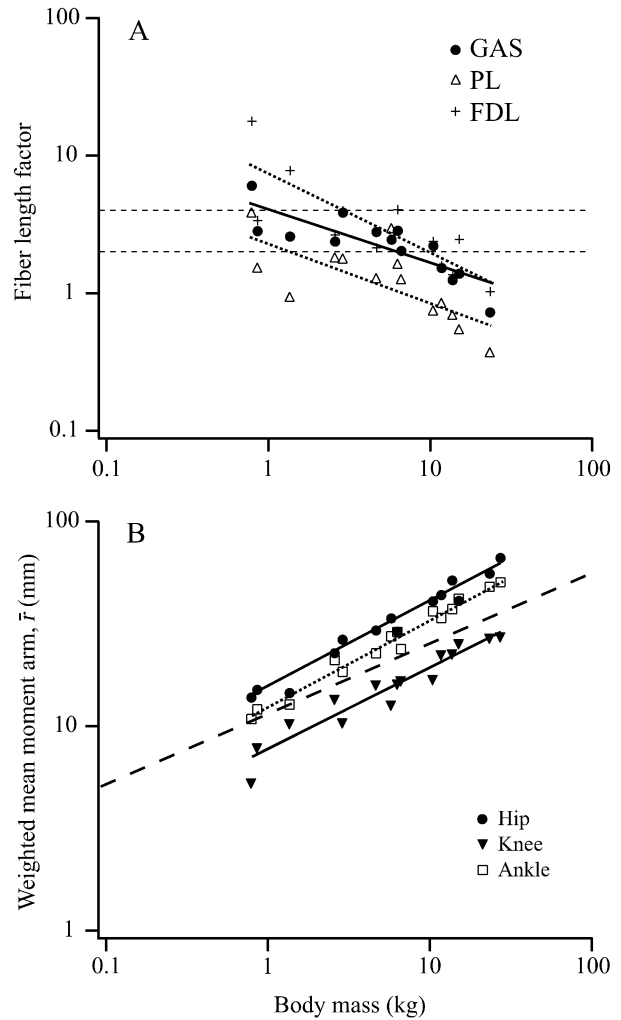 A
GAS
PL
FDL
Fiber length factor
100
10
1
0.1
0.1 1 10 100
B
Hip
Knee
Ankle
Weighted mean moment arm, r̄ (mm)
100
10
1
0.1 1 10 100
Body mass (kg)